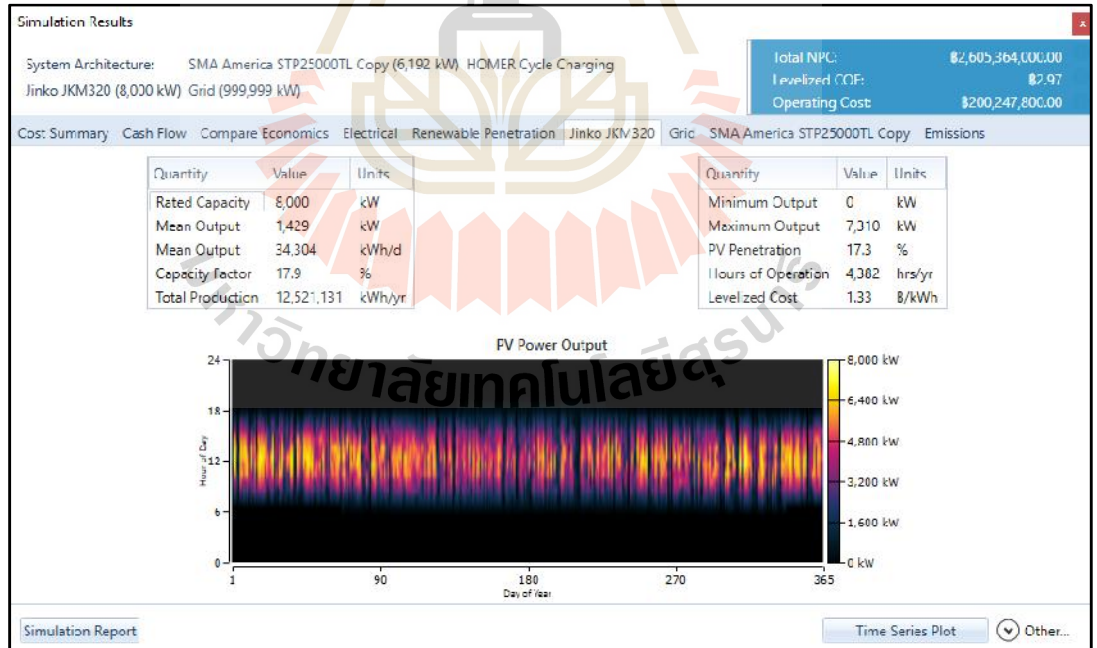 Simulation Results
x
System Architecture: SMA America STP25000TL Copy (6,192 kW) HOMER Cycle Charging
Jinko JKM320 (8,000 kW) Grid (999,999 kW)
Total NPC: ฿2,605,364,000.00
Levelized COE: ฿2.97
Operating Cost: ฿200,247,800.00
Cost Summary Cash Flow Compare Economics Electrical Renewable Penetration Jinko JKM320 Grid SMA America STP25000TL Copy Emissions
Quantity Value Units
Rated Capacity 8,000 kW
Mean Output 1,429 kW
Mean Output 34,304 kWh/d
Capacity Factor 17.9 %
Total Production 12,521,131 kWh/yr
Quantity Value Units
Minimum Output 0 kW
Maximum Output 7,310 kW
PV Penetration 17.3 %
Hours of Operation 4,382 hrs/yr
Levelized Cost 1.33 ฿/kWh
มหาวิทยาลัยเทคโนโลยีสุรนารี
PV Power Output
24
18
12
6
0
Hour of Day
1 90 180 270 365
Day of Year
8,000 kW
6,400 kW
4,800 kW
3,200 kW
1,600 kW
0 kW
Simulation Report
Time Series Plot
Other...